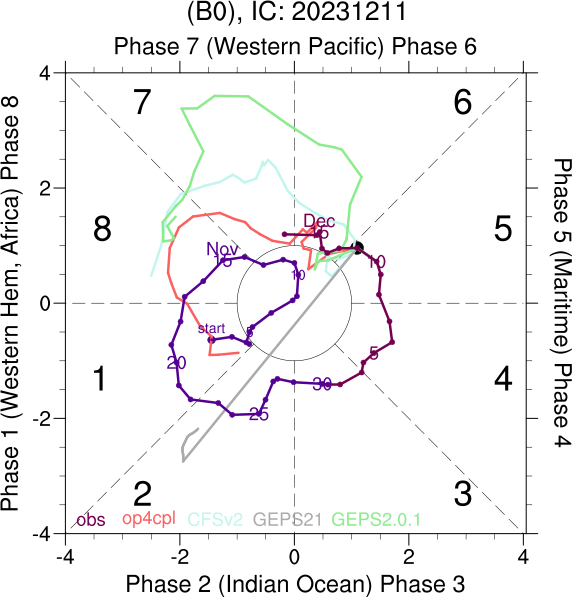 (B0), IC: 20231211
Phase 7 (Western Pacific) Phase 6
4
7
6
2
Dec
5
8
5
Nov
15
10
10
0
start
5
5
20
1
4
30
-2
25
2
3
obs op4cpl CFSv2 GEPS21 GEPS2.0.1
-4
-4 -2 0 2 4
Phase 2 (Indian Ocean) Phase 3
Phase 1 (Western Hem, Africa) Phase 8
Phase 5 (Maritime) Phase 4